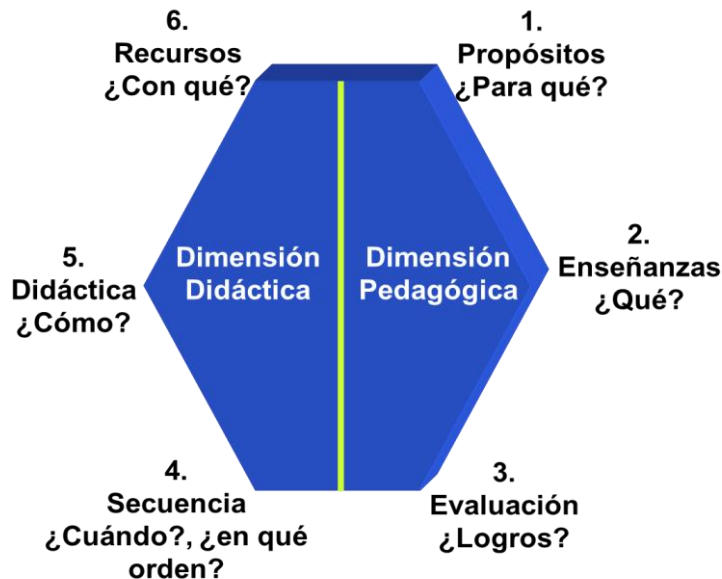 6.
Recursos
¿Con qué?
1.
Propósitos
¿Para qué?
Dimensión
Didáctica
Dimensión
Pedagógica
2.
Enseñanzas
¿Qué?
5.
Didáctica
¿Cómo?
4.
Secuencia
¿Cuándo?, ¿en qué
orden?
3.
Evaluación
¿Logros?